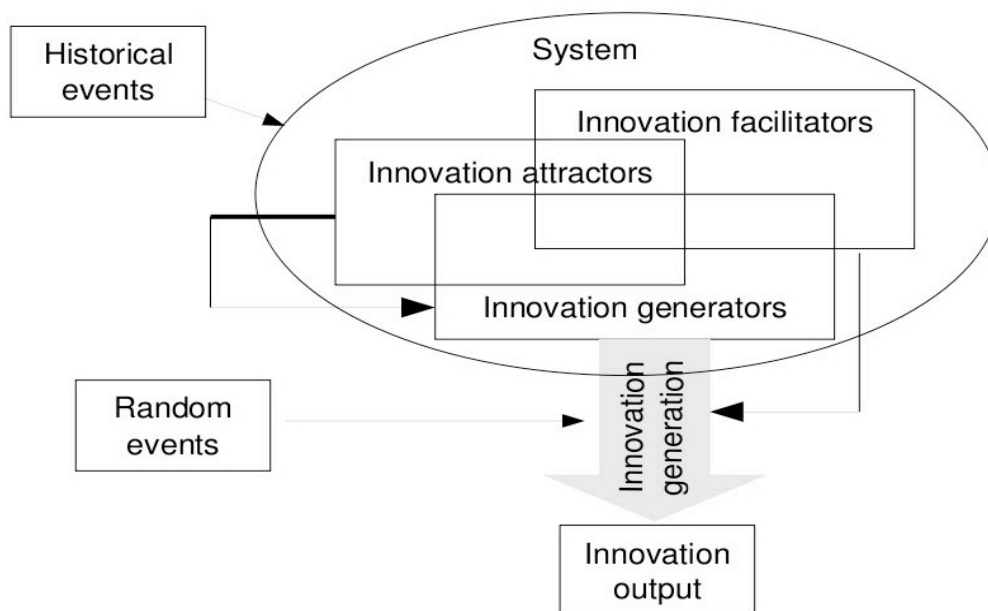 Historical
events
System
Innovation facilitators
Innovation attractors
Innovation generators
Random
events
Innovation
generation
Innovation
output